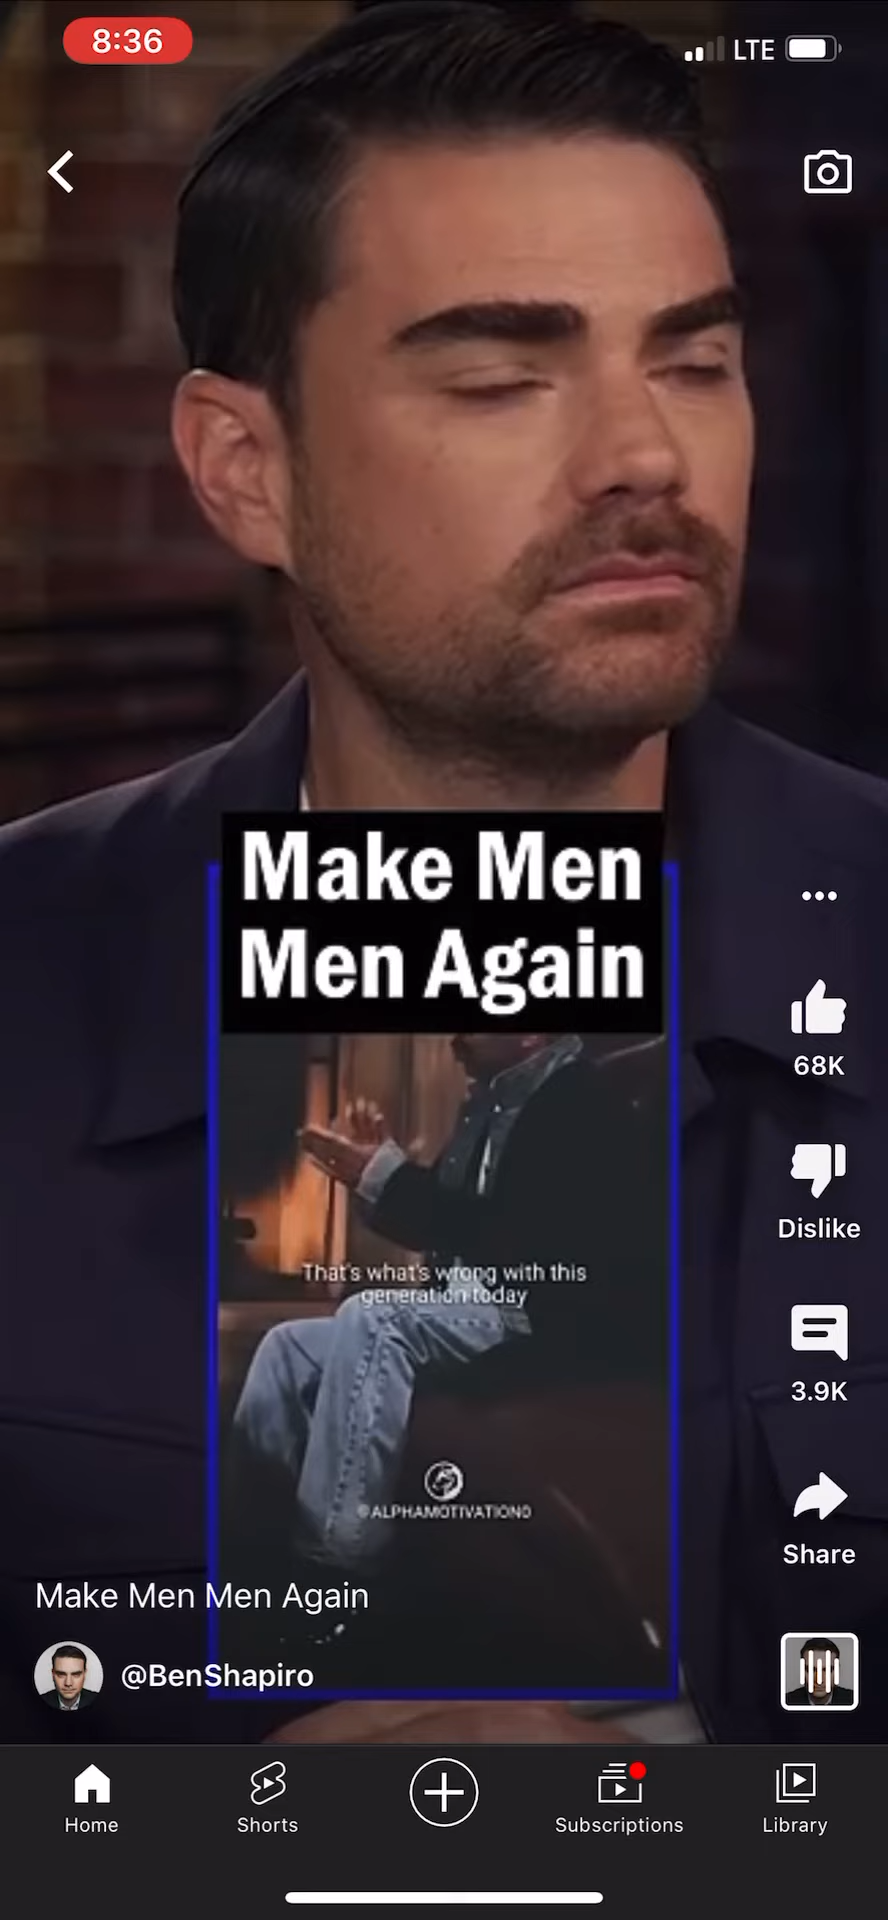 8:36
LTE
Make Men
Men Again
68K
Dislike
That's what's wrong with this
generation today
3.9K
@ALPHAMOTIVATION0
Share
Make Men Men Again
@BenShapiro
Home
Shorts
Subscriptions
Library